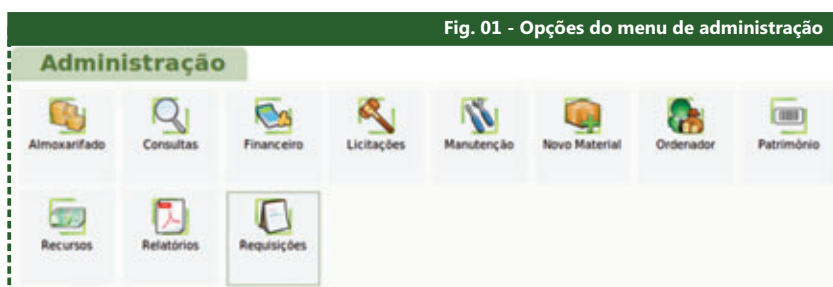 Fig. 01 - Opções do menu de administração
Administração
Almoxarifado Consultas Financeiro Licitações Manutenção Novo Material Ordenador Patrimônio
Recursos Relatórios Requisições